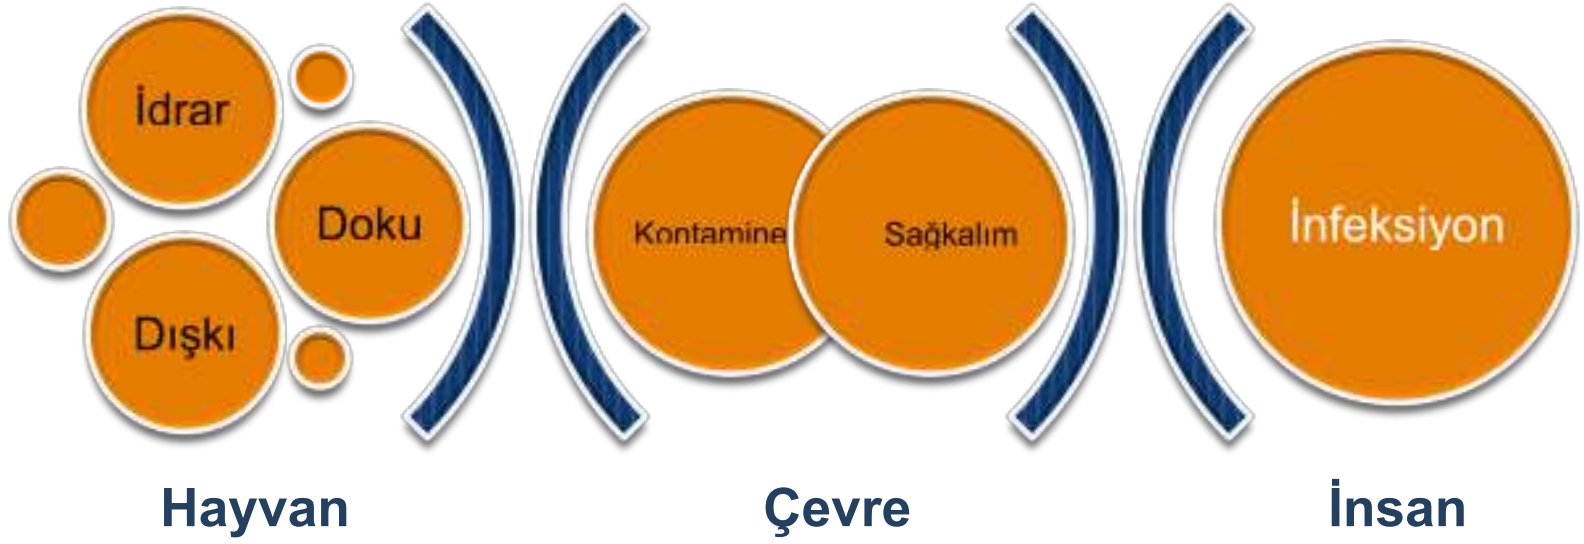 İdrar
Doku
Dışkı
Kontamine
Sağkalım
İnfeksiyon
Hayvan
Çevre
İnsan